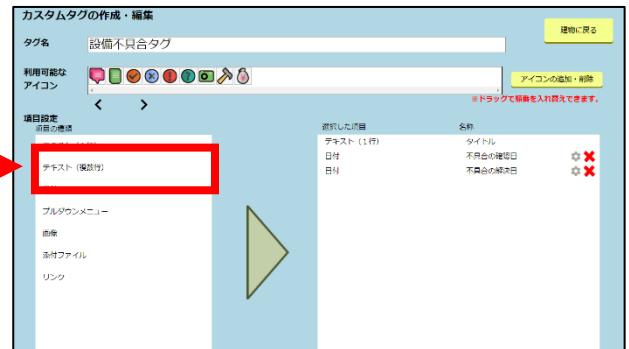 カスタムタグの作成・編集
建物に戻る
タグ名
設備不具合タグ
利用可能な
アイコン
アイコンの追加・削除
※ドラッグで順番を入れ替えできます。
項目設定
項目の種類
選択した項目
名称
テキスト（1行） タイトル
テキスト（複数行）
日付 不具合の確認日
日付 不具合の解決日
プルダウンメニュー
画像
添付ファイル
リンク